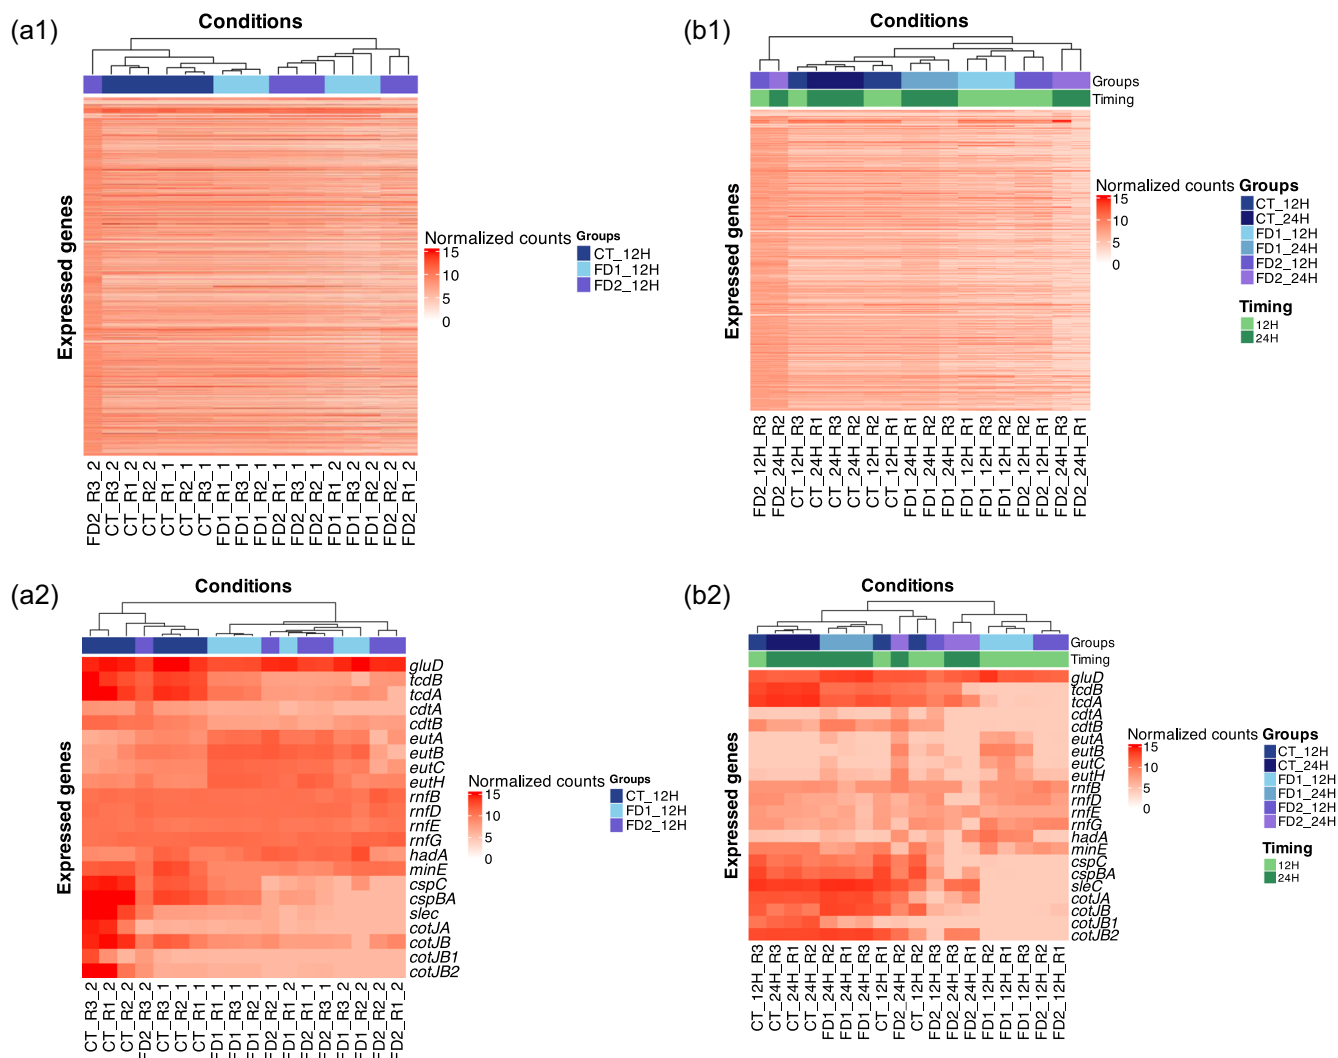 (a1)
Conditions
Expressed genes
Normalized counts
15
10
5
0
Groups
CT_12H
FD1_12H
FD2_12H
FD2_R3_2
CT_R3_2
CT_R1_2
CT_R2_2
CT_R1_1
CT_R2_1
CT_R3_1
FD1_R1_1
FD1_R3_1
FD1_R2_1
FD2_R1_1
FD2_R3_1
FD2_R2_1
FD1_R1_2
FD1_R3_2
FD1_R2_2
FD2_R2_2
FD2_R1_2
(b1)
Conditions
Groups
Timing
Expressed genes
Normalized counts
15
10
5
0
Groups
CT_12H
CT_24H
FD1_12H
FD1_24H
FD2_12H
FD2_24H
Timing
12H
24H
FD2_12H_R3
FD2_24H_R2
CT_12H_R3
CT_24H_R1
CT_24H_R3
CT_24H_R2
CT_12H_R2
CT_12H_R1
FD1_24H_R1
FD1_24H_R2
FD1_24H_R3
FD1_12H_R1
FD1_12H_R3
FD1_12H_R2
FD2_12H_R2
FD2_12H_R1
FD2_24H_R3
FD2_24H_R1
(a2)
Conditions
Expressed genes
gluD
tcdB
tcdA
cdtA
cdtB
eutA
eutB
eutC
eutH
rnfB
rnfD
rnfE
rnfG
hadA
minE
cspC
cspBA
slec
cotJA
cotJB
cotJB1
cotJB2
Normalized counts
15
10
5
0
Groups
CT_12H
FD1_12H
FD2_12H
CT_R3_2
CT_R1_2
CT_R2_2
FD2_R3_2
CT_R3_1
CT_R2_1
CT_R1_1
FD1_R1_1
FD1_R3_1
FD1_R2_1
FD2_R2_1
FD1_R1_2
FD2_R1_1
FD2_R3_1
FD1_R3_2
FD1_R2_2
FD2_R2_2
FD2_R1_2
(b2)
Conditions
Groups
Timing
Expressed genes
gluD
tcdB
tcdA
cdtA
cdtB
eutA
eutB
eutC
eutH
rnfB
rnfD
rnfE
rnfG
hadA
minE
cspC
cspBA
sleC
cotJA
cotJB
cotJB1
cotJB2
Normalized counts
15
10
5
0
Groups
CT_12H
CT_24H
FD1_12H
FD1_24H
FD2_12H
FD2_24H
Timing
12H
24H
CT_12H_R3
CT_24H_R3
CT_24H_R1
CT_24H_R2
FD1_24H_R1
FD1_24H_R2
FD1_24H_R3
CT_12H_R1
FD2_24H_R2
CT_12H_R2
FD2_12H_R3
FD2_24H_R3
FD2_24H_R1
FD1_12H_R2
FD1_12H_R1
FD1_12H_R3
FD2_12H_R2
FD2_12H_R1